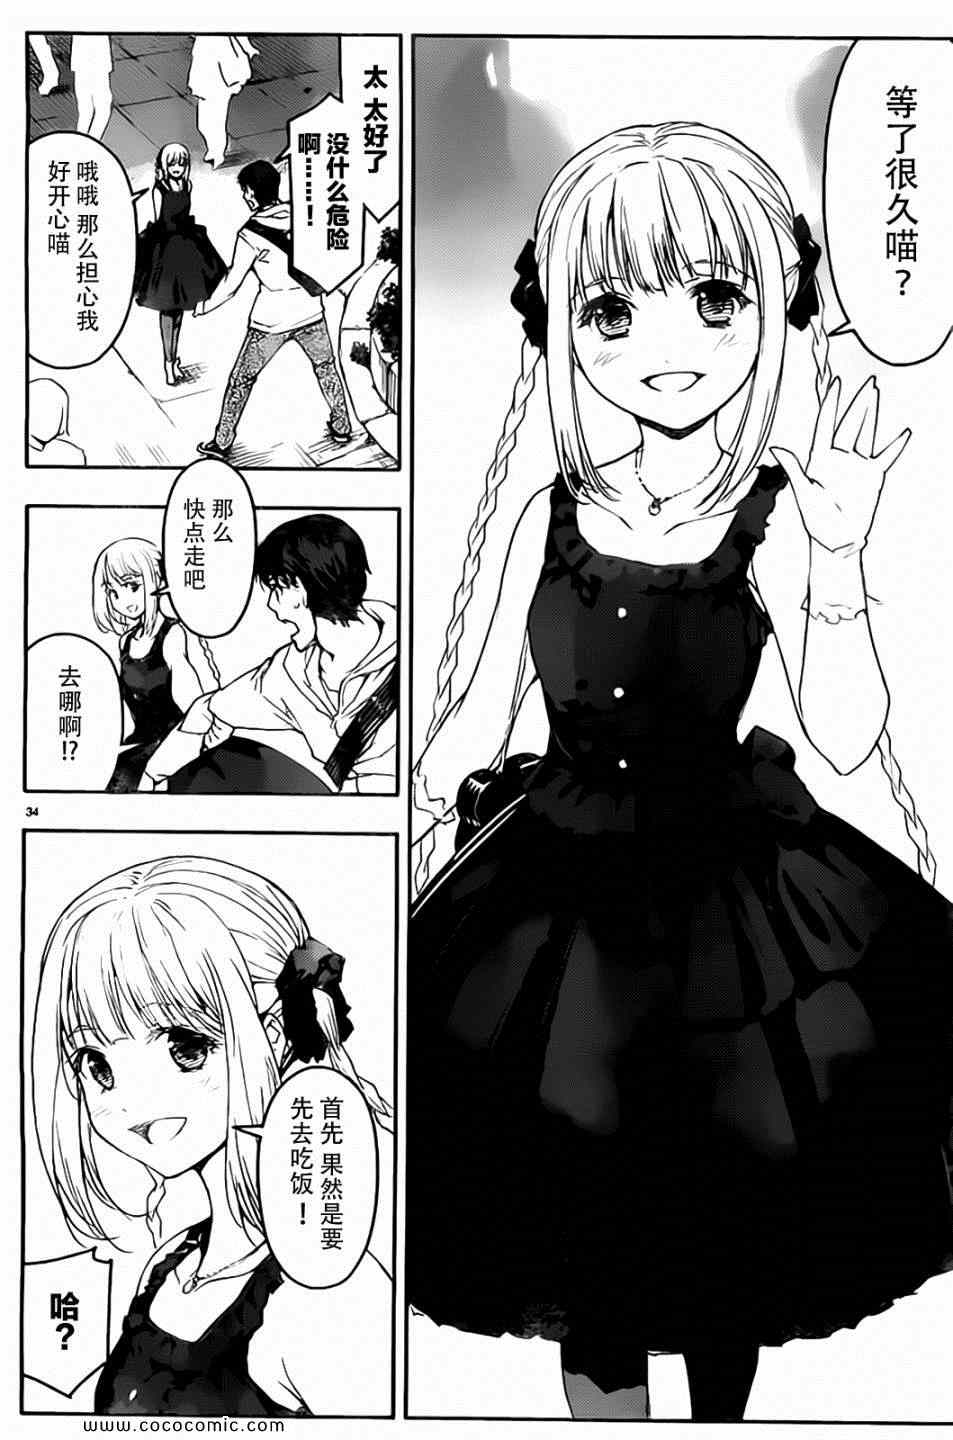 等了很久喵？
太 太好了
没什么危险
啊……！
哦哦 那么担心我
好开心喵
那么
快点走吧
去哪啊!?
34
首先 果然是要
先去吃饭！
哈？
www.cococomic.com